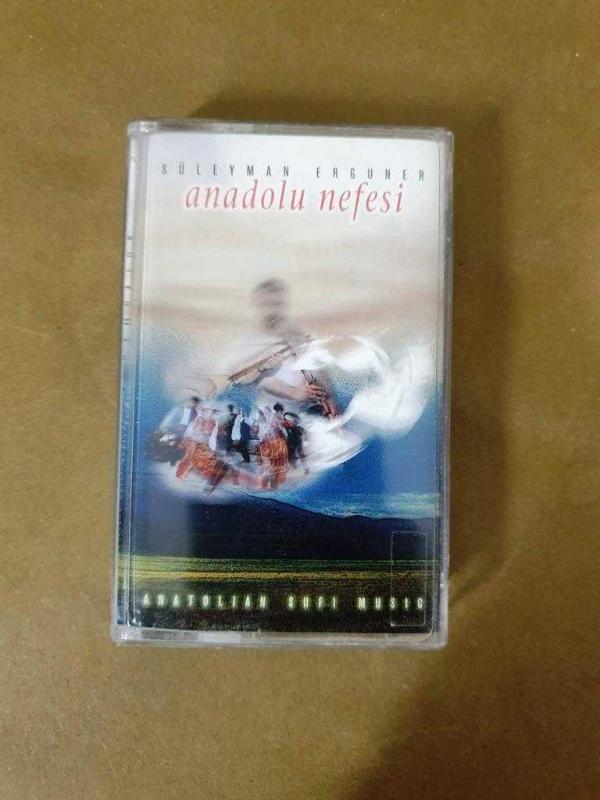 SÜLEYMAN ERGUNER
anadolu nefesi
ANATOLIAN SUFI MUSIC